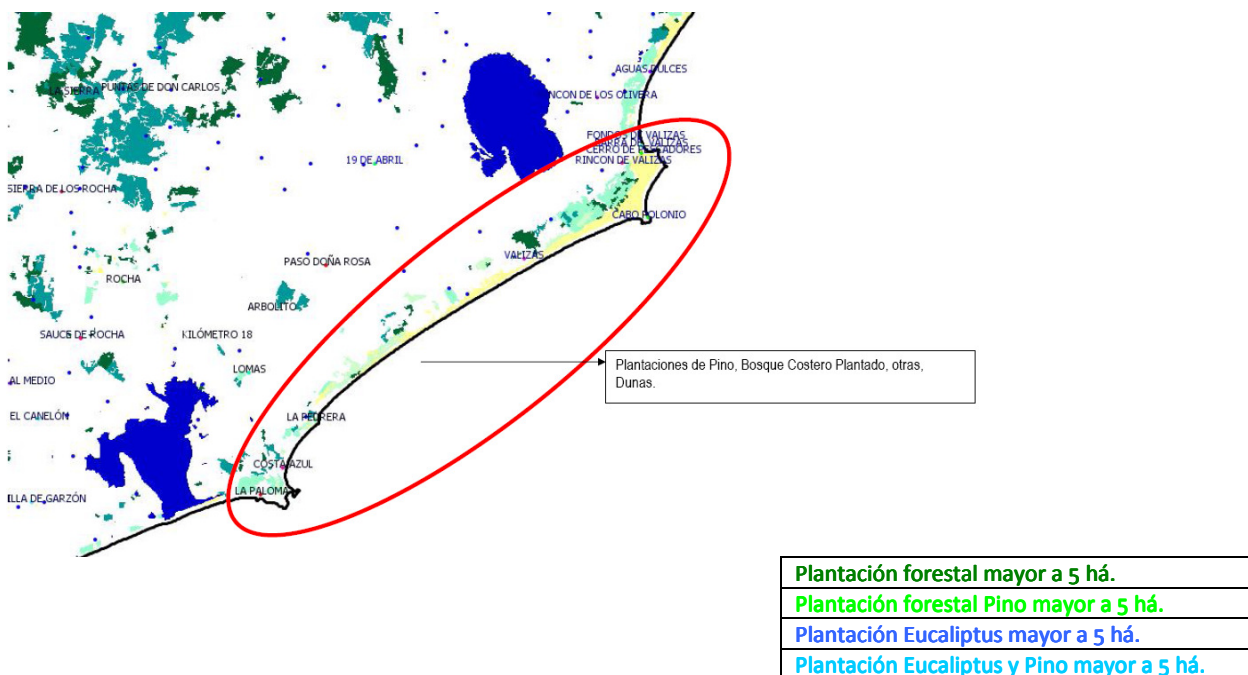 AGUAS DULCES
LA SIERRA
PUNTAS DE DON CARLOS
NCON DE LOS OLIVERA
FONDOS DE VALIZAS
BARRA DE VALIZAS
CERRO DE PESCADORES
19 DE ABRIL
RINCON DE VALIZAS
SIERRA DE LOS ROCHA
CABO POLONIO
VALIZAS
PASO DOÑA ROSA
ROCHA
ARBOLITO
SAUCE DE ROCHA
KILÓMETRO 18
Plantaciones de Pino, Bosque Costero Plantado, otras,
Dunas.
LOMAS
AL MEDIO
EL CANELÓN
LA PEDRERA
COSTA AZUL
LA PALOMA
ILLA DE GARZÓN
Plantación forestal mayor a 5 há.
Plantación forestal Pino mayor a 5 há.
Plantación Eucaliptus mayor a 5 há.
Plantación Eucaliptus y Pino mayor a 5 há.